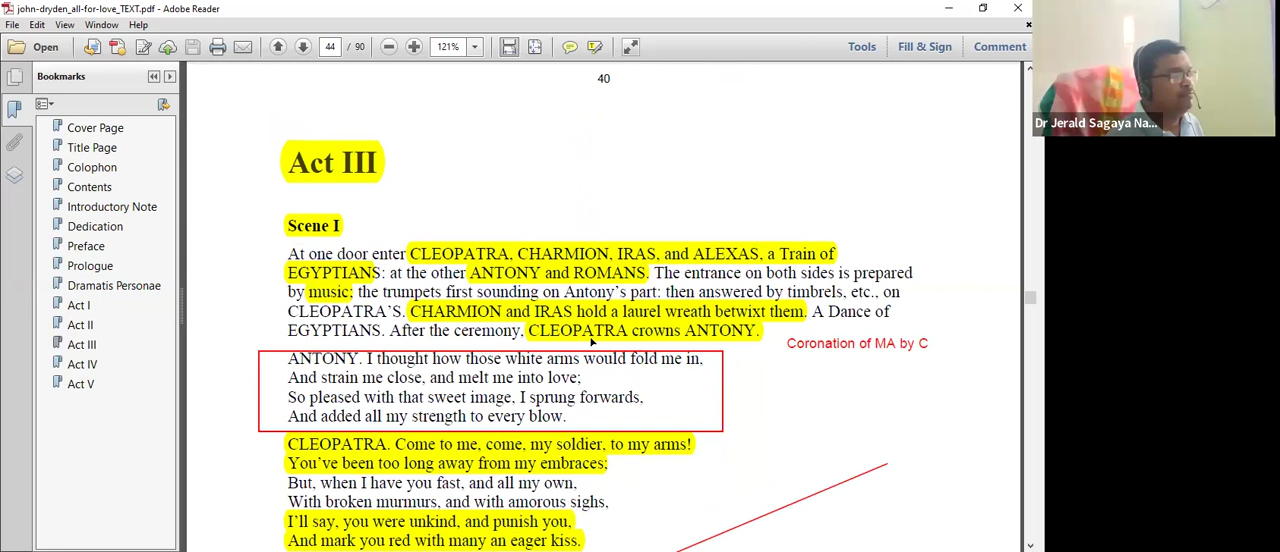 john-dryden_all-for-love_TEXT.pdf - Adobe Reader
File Edit View Window Help
Open 44 / 90 121% Tools Fill & Sign Comment
Bookmarks
Cover Page
Title Page
Colophon
Contents
Introductory Note
Dedication
Preface
Prologue
Dramatis Personae
Act I
Act II
Act III
Act IV
Act V
40
Act III
Scene I
At one door enter CLEOPATRA, CHARMION, IRAS, and ALEXAS, a Train of
EGYPTIANS: at the other ANTONY and ROMANS. The entrance on both sides is prepared
by music; the trumpets first sounding on Antony's part: then answered by timbrels, etc., on
CLEOPATRA'S. CHARMION and IRAS hold a laurel wreath betwixt them. A Dance of
EGYPTIANS. After the ceremony, CLEOPATRA crowns ANTONY.
Coronation of MA by C
ANTONY. I thought how those white arms would fold me in,
And strain me close, and melt me into love;
So pleased with that sweet image, I sprung forwards,
And added all my strength to every blow.
CLEOPATRA. Come to me, come, my soldier, to my arms!
You've been too long away from my embraces;
But, when I have you fast, and all my own,
With broken murmurs, and with amorous sighs,
I'll say, you were unkind, and punish you,
And mark you red with many an eager kiss.
Dr Jerald Sagaya Na...